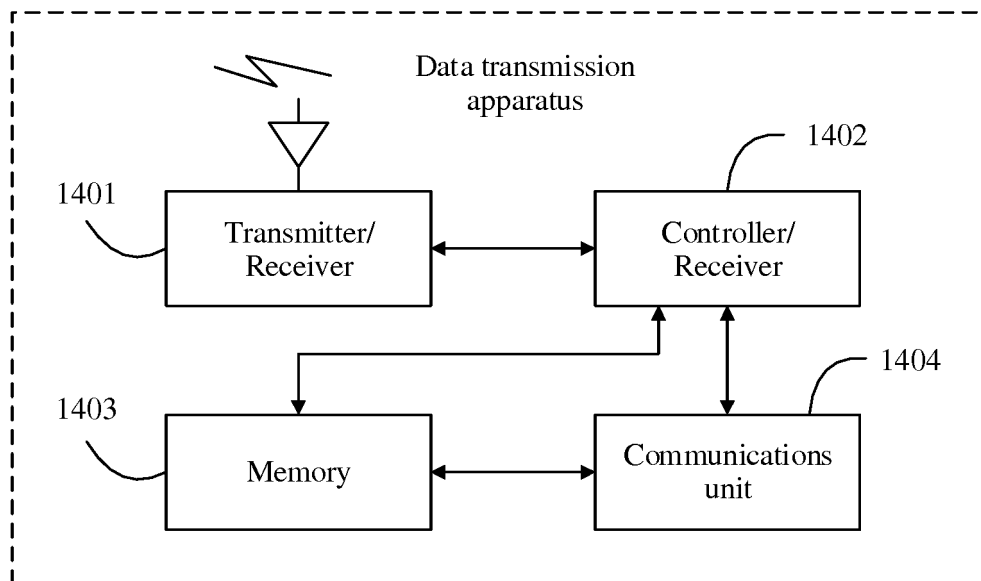 Data transmission
apparatus
1402
1401
Transmitter/
Receiver
Controller/
Receiver
1404
1403
Memory
Communications
unit